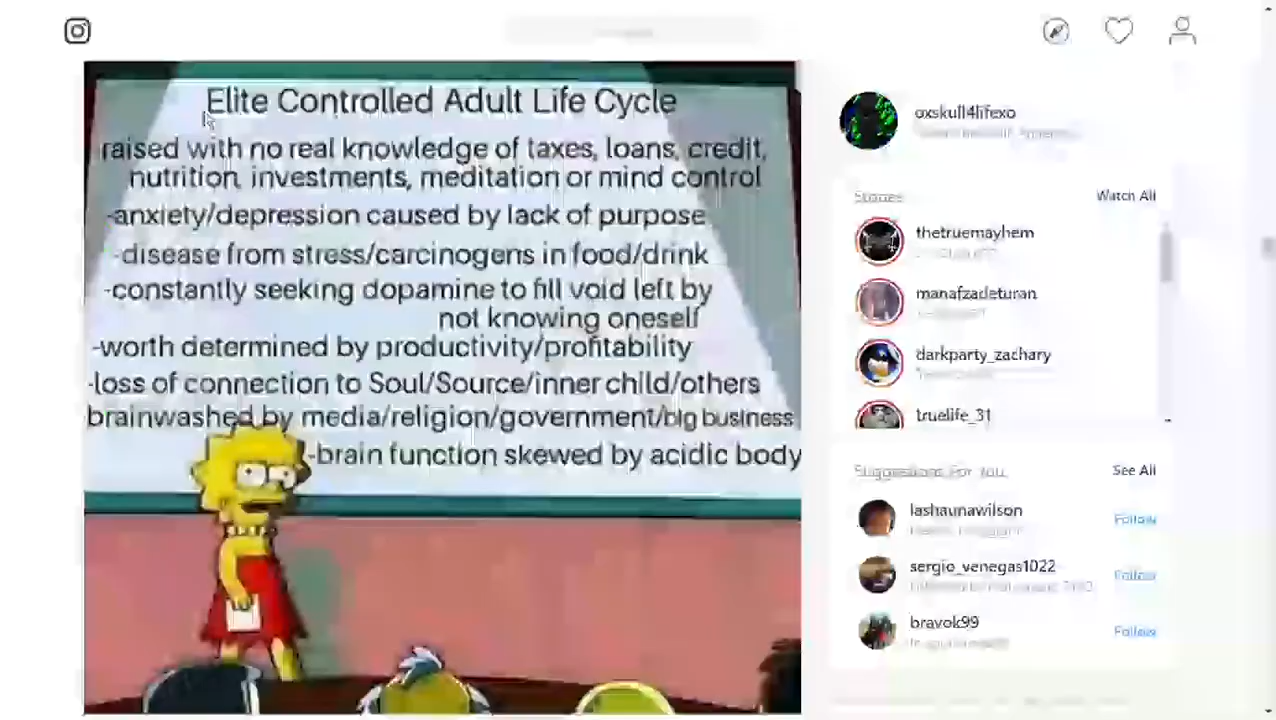 Elite Controlled Adult Life Cycle
raised with no real knowledge of taxes, loans, credit,
nutrition, investments, meditation or mind control
-anxiety/depression caused by lack of purpose
-disease from stress/carcinogens in food/drink
-constantly seeking dopamine to fill void left by
not knowing oneself
-worth determined by productivity/profitability
-loss of connection to Soul/Source/inner child/others
brainwashed by media/religion/government/big business
-brain function skewed by acidic body
oxskull4lifexo
Stories
Watch All
thetruemayhem
manafzadeturan
darkparty_zachary
truelife_31
Suggestions For You
See All
lashaunawilson
Follow
sergio_venegas1022
Follow
bravok99
Follow